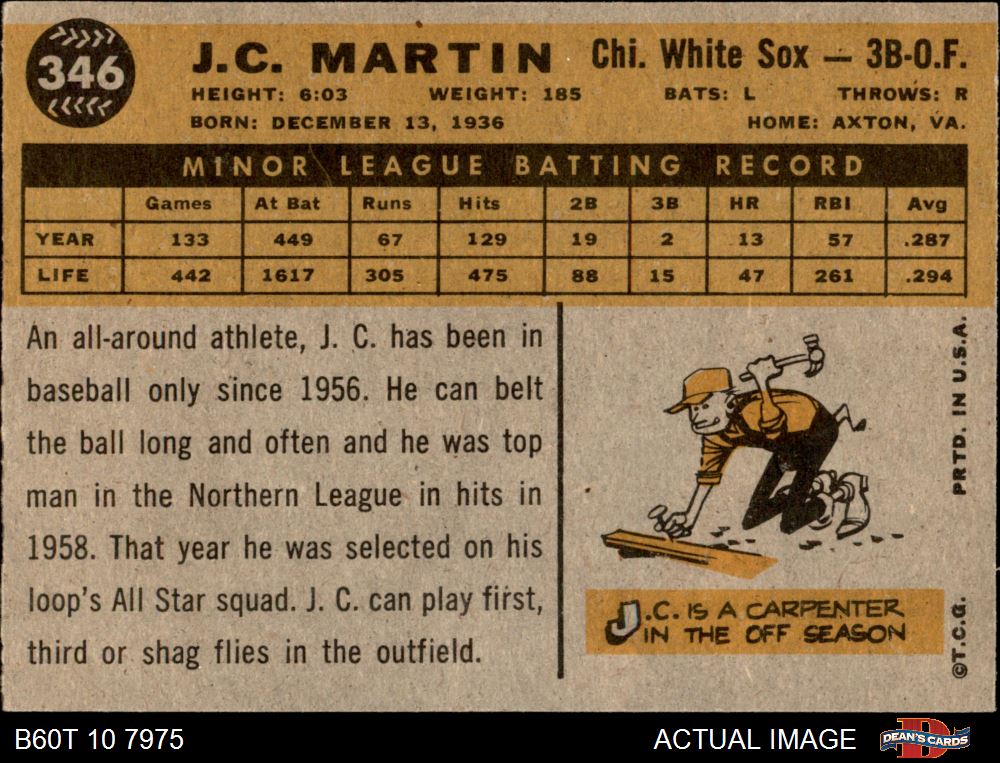 346
J.C. MARTIN Chi. White Sox — 3B-O.F.
HEIGHT: 6:03 WEIGHT: 185 BATS: L THROWS: R
BORN: DECEMBER 13, 1936 HOME: AXTON, VA.
MINOR LEAGUE BATTING RECORD
Games At Bat Runs Hits 2B 3B HR RBI Avg
YEAR 133 449 67 129 19 2 13 57 .287
LIFE 442 1617 305 475 88 15 47 261 .294
An all-around athlete, J. C. has been in
baseball only since 1956. He can belt
the ball long and often and he was top
man in the Northern League in hits in
1958. That year he was selected on his
loop's All Star squad. J. C. can play first,
third or shag flies in the outfield.
J.C. IS A CARPENTER
IN THE OFF SEASON
©T.C.G. PRTD. IN U.S.A.
B60T 10 7975 ACTUAL IMAGE D DEAN'S CARDS